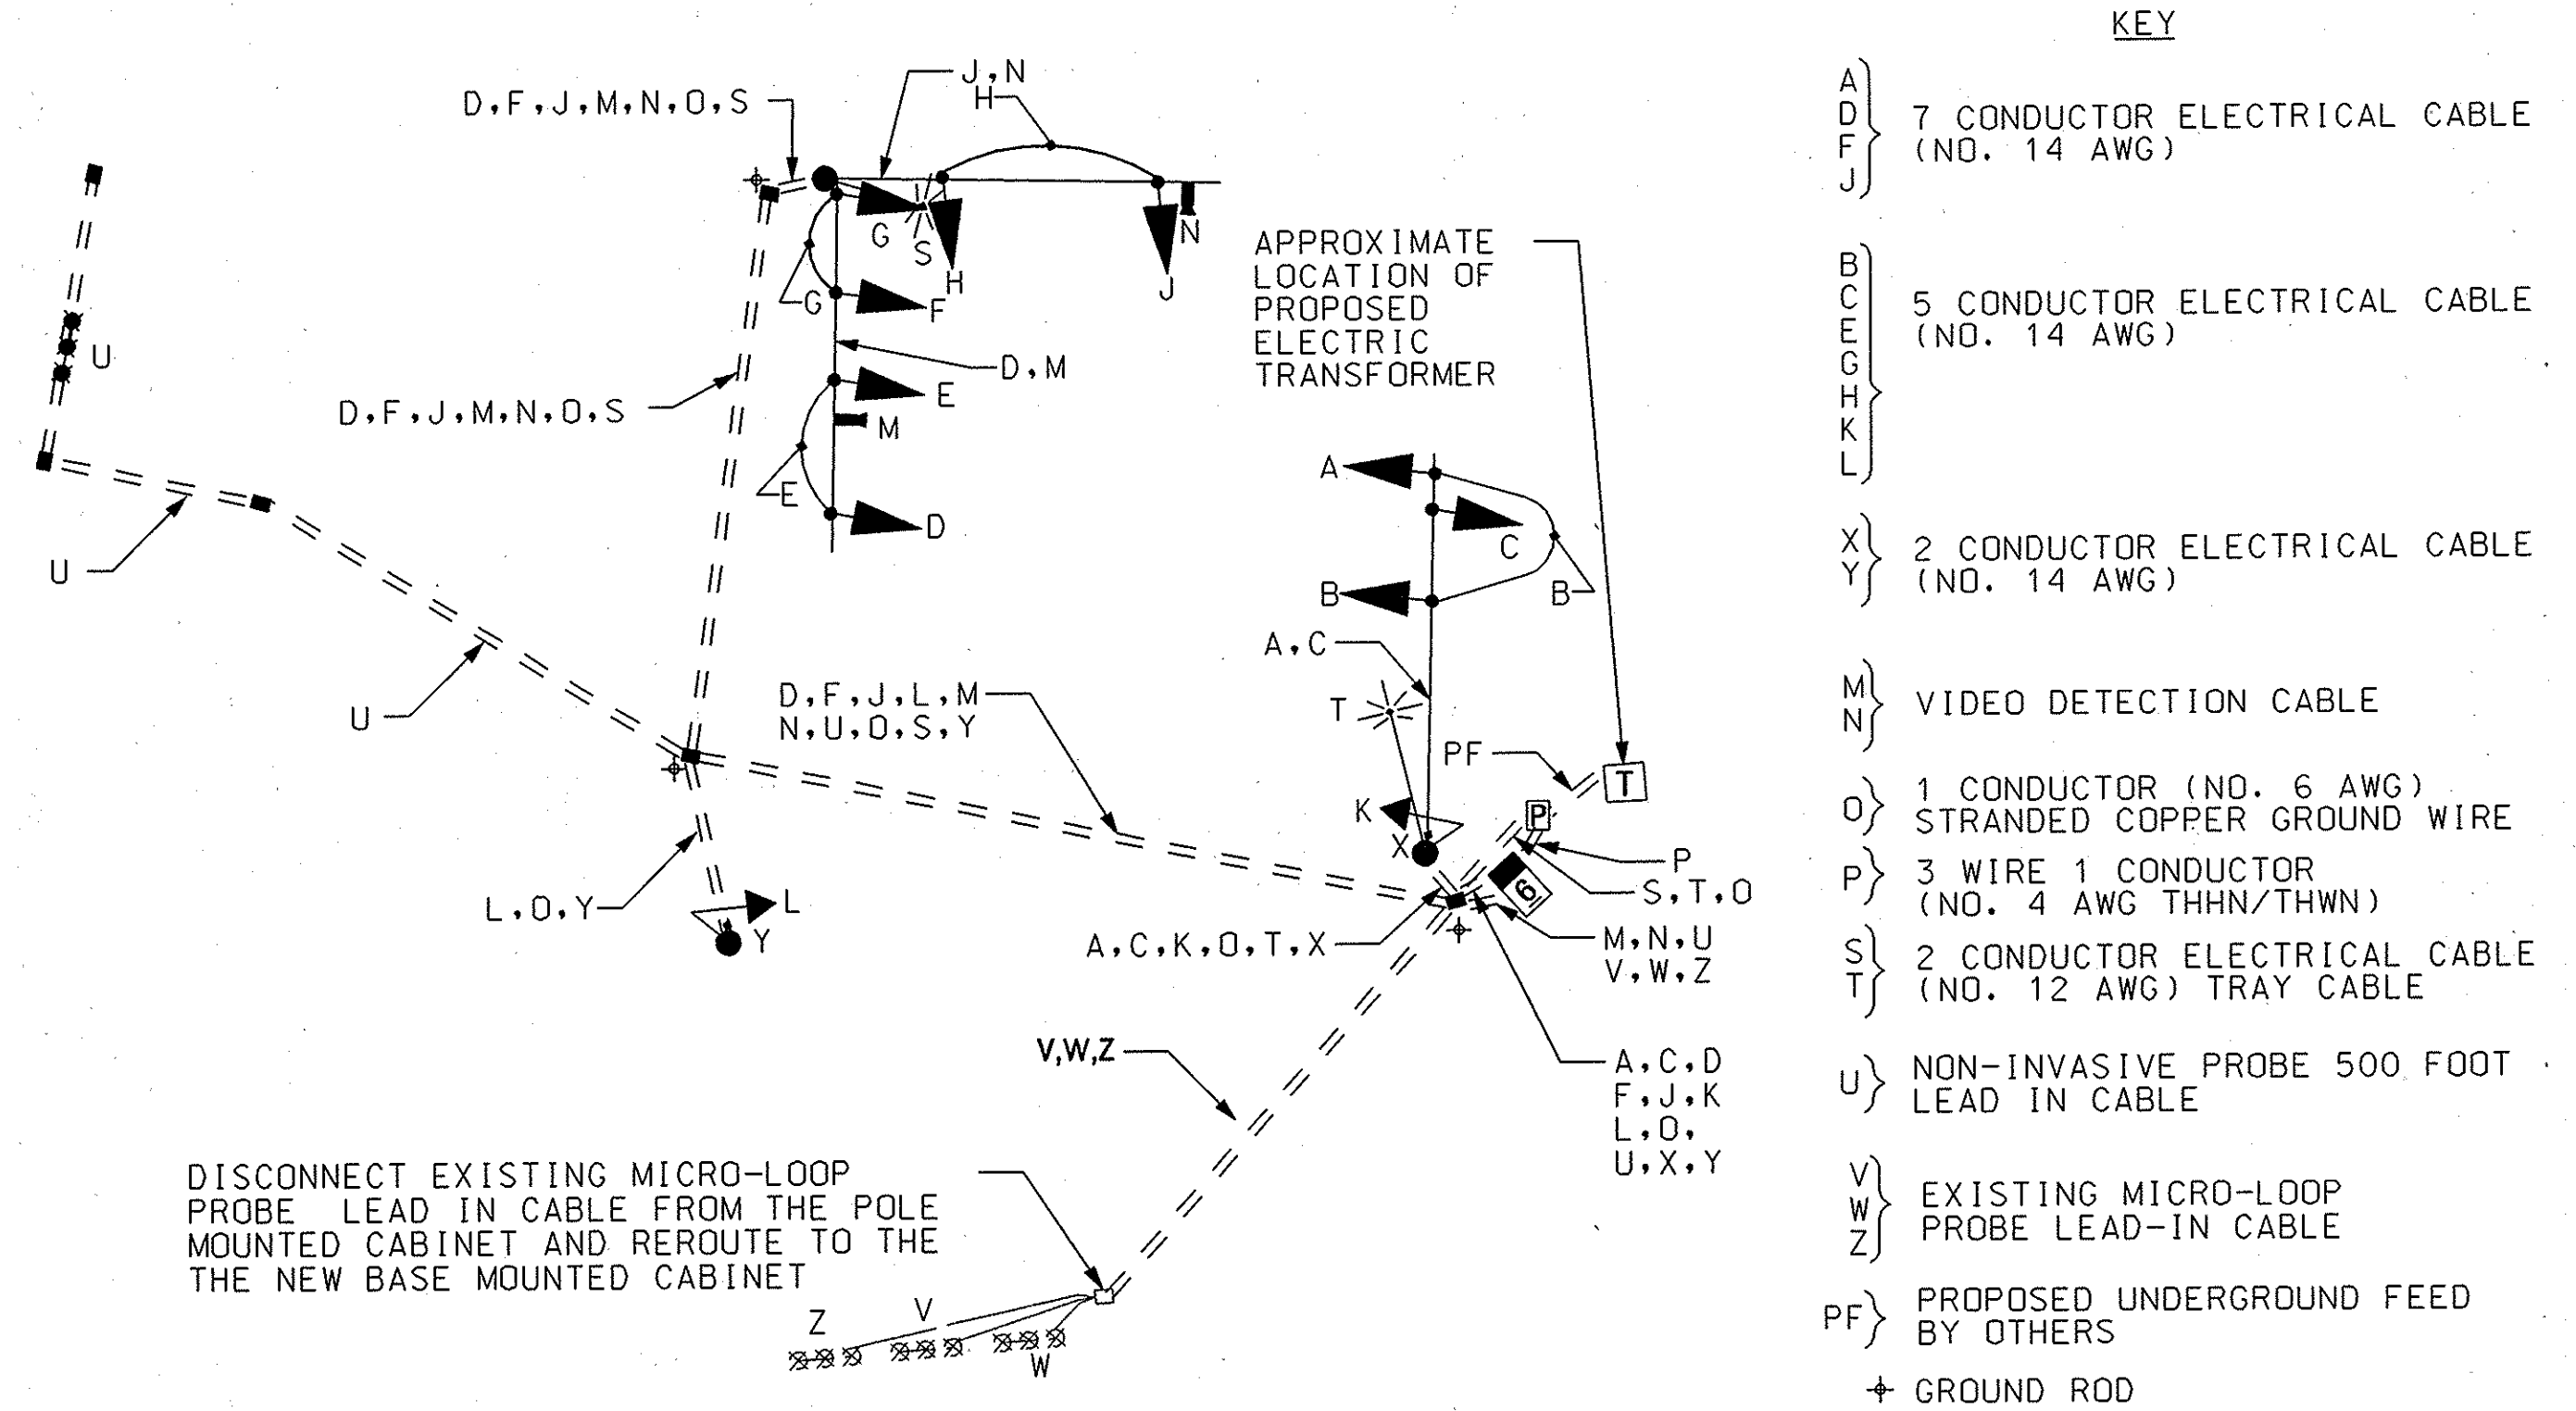 KEY
J,N
H
D,F,J,M,N,O,S
G
S
H
N
J
G
F
D,M
E
M
E
D
D,F,J,M,N,O,S
U
U
U
APPROXIMATE
LOCATION OF
PROPOSED
ELECTRIC
TRANSFORMER
A
C
B
B
A,C
T
D,F,J,L,M
N,U,O,S,Y
PF
T
P
K
X
6
P
S,T,O
L,O,Y
L
Y
A,C,K,O,T,X
M,N,U
V,W,Z
V,W,Z
A,C,D
F,J,K
L,O,
U,X,Y
DISCONNECT EXISTING MICRO-LOOP
PROBE LEAD IN CABLE FROM THE POLE
MOUNTED CABINET AND REROUTE TO THE
THE NEW BASE MOUNTED CABINET
Z
V
W
A
D
F
J
7 CONDUCTOR ELECTRICAL CABLE
(NO. 14 AWG)
B
C
E
G
H
K
L
5 CONDUCTOR ELECTRICAL CABLE
(NO. 14 AWG)
X
Y
2 CONDUCTOR ELECTRICAL CABLE
(NO. 14 AWG)
M
N
VIDEO DETECTION CABLE
O
1 CONDUCTOR (NO. 6 AWG)
STRANDED COPPER GROUND WIRE
P
3 WIRE 1 CONDUCTOR
(NO. 4 AWG THHN/THWN)
S
T
2 CONDUCTOR ELECTRICAL CABLE
(NO. 12 AWG) TRAY CABLE
U
NON-INVASIVE PROBE 500 FOOT
LEAD IN CABLE
V
W
Z
EXISTING MICRO-LOOP
PROBE LEAD-IN CABLE
PF
PROPOSED UNDERGROUND FEED
BY OTHERS
GROUND ROD